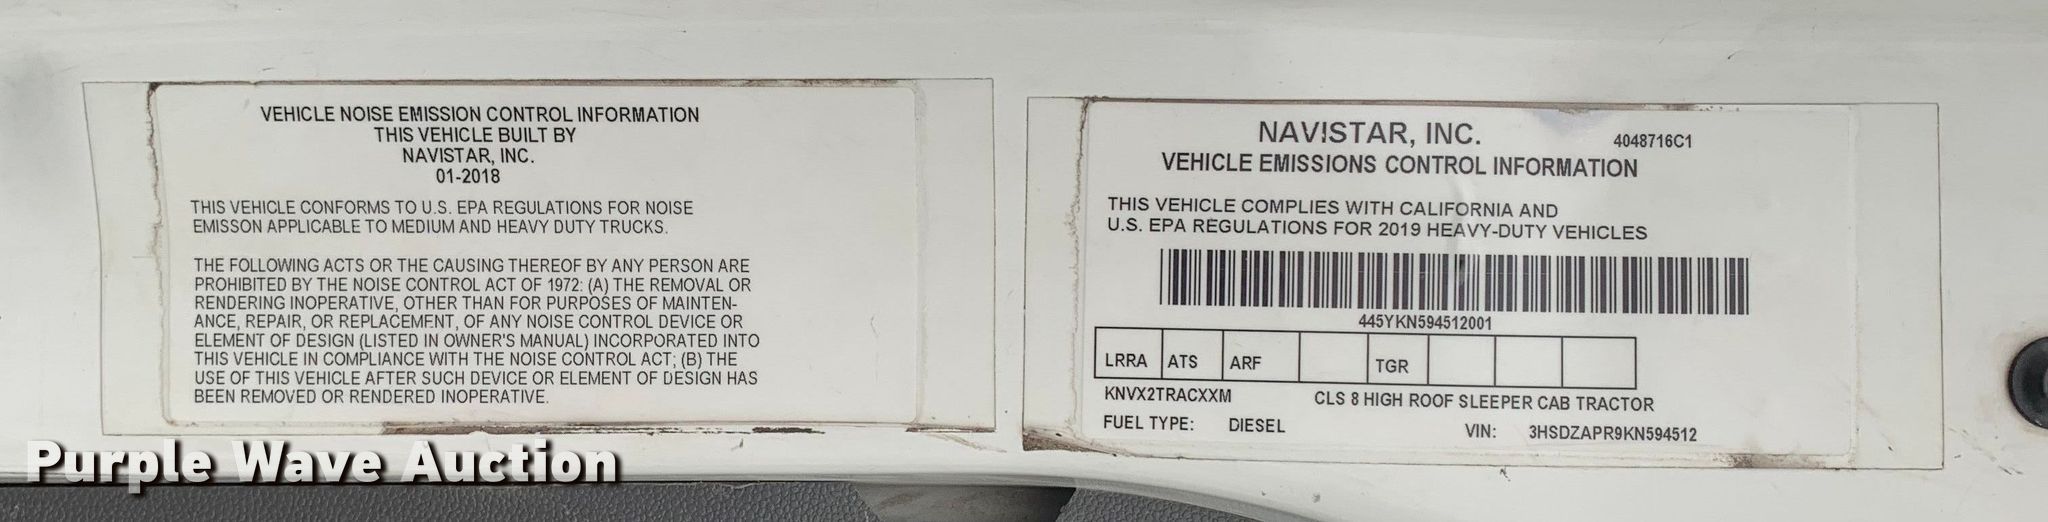 VEHICLE NOISE EMISSION CONTROL INFORMATION
THIS VEHICLE BUILT BY
NAVISTAR, INC.
01-2018
THIS VEHICLE CONFORMS TO U.S. EPA REGULATIONS FOR NOISE
EMISSON APPLICABLE TO MEDIUM AND HEAVY DUTY TRUCKS.
THE FOLLOWING ACTS OR THE CAUSING THEREOF BY ANY PERSON ARE
PROHIBITED BY THE NOISE CONTROL ACT OF 1972: (A) THE REMOVAL OR
RENDERING INOPERATIVE, OTHER THAN FOR PURPOSES OF MAINTEN-
ANCE, REPAIR, OR REPLACEMENT, OF ANY NOISE CONTROL DEVICE OR
ELEMENT OF DESIGN (LISTED IN OWNER'S MANUAL) INCORPORATED INTO
THIS VEHICLE IN COMPLIANCE WITH THE NOISE CONTROL ACT; (B) THE
USE OF THIS VEHICLE AFTER SUCH DEVICE OR ELEMENT OF DESIGN HAS
BEEN REMOVED OR RENDERED INOPERATIVE.
NAVISTAR, INC. 4048716C1
VEHICLE EMISSIONS CONTROL INFORMATION
THIS VEHICLE COMPLIES WITH CALIFORNIA AND
U.S. EPA REGULATIONS FOR 2019 HEAVY-DUTY VEHICLES
445YKN594512001
LRRA ATS ARF TGR
KNVX2TRACXXM CLS 8 HIGH ROOF SLEEPER CAB TRACTOR
FUEL TYPE: DIESEL VIN: 3HSDZAPR9KN594512
Purple Wave Auction